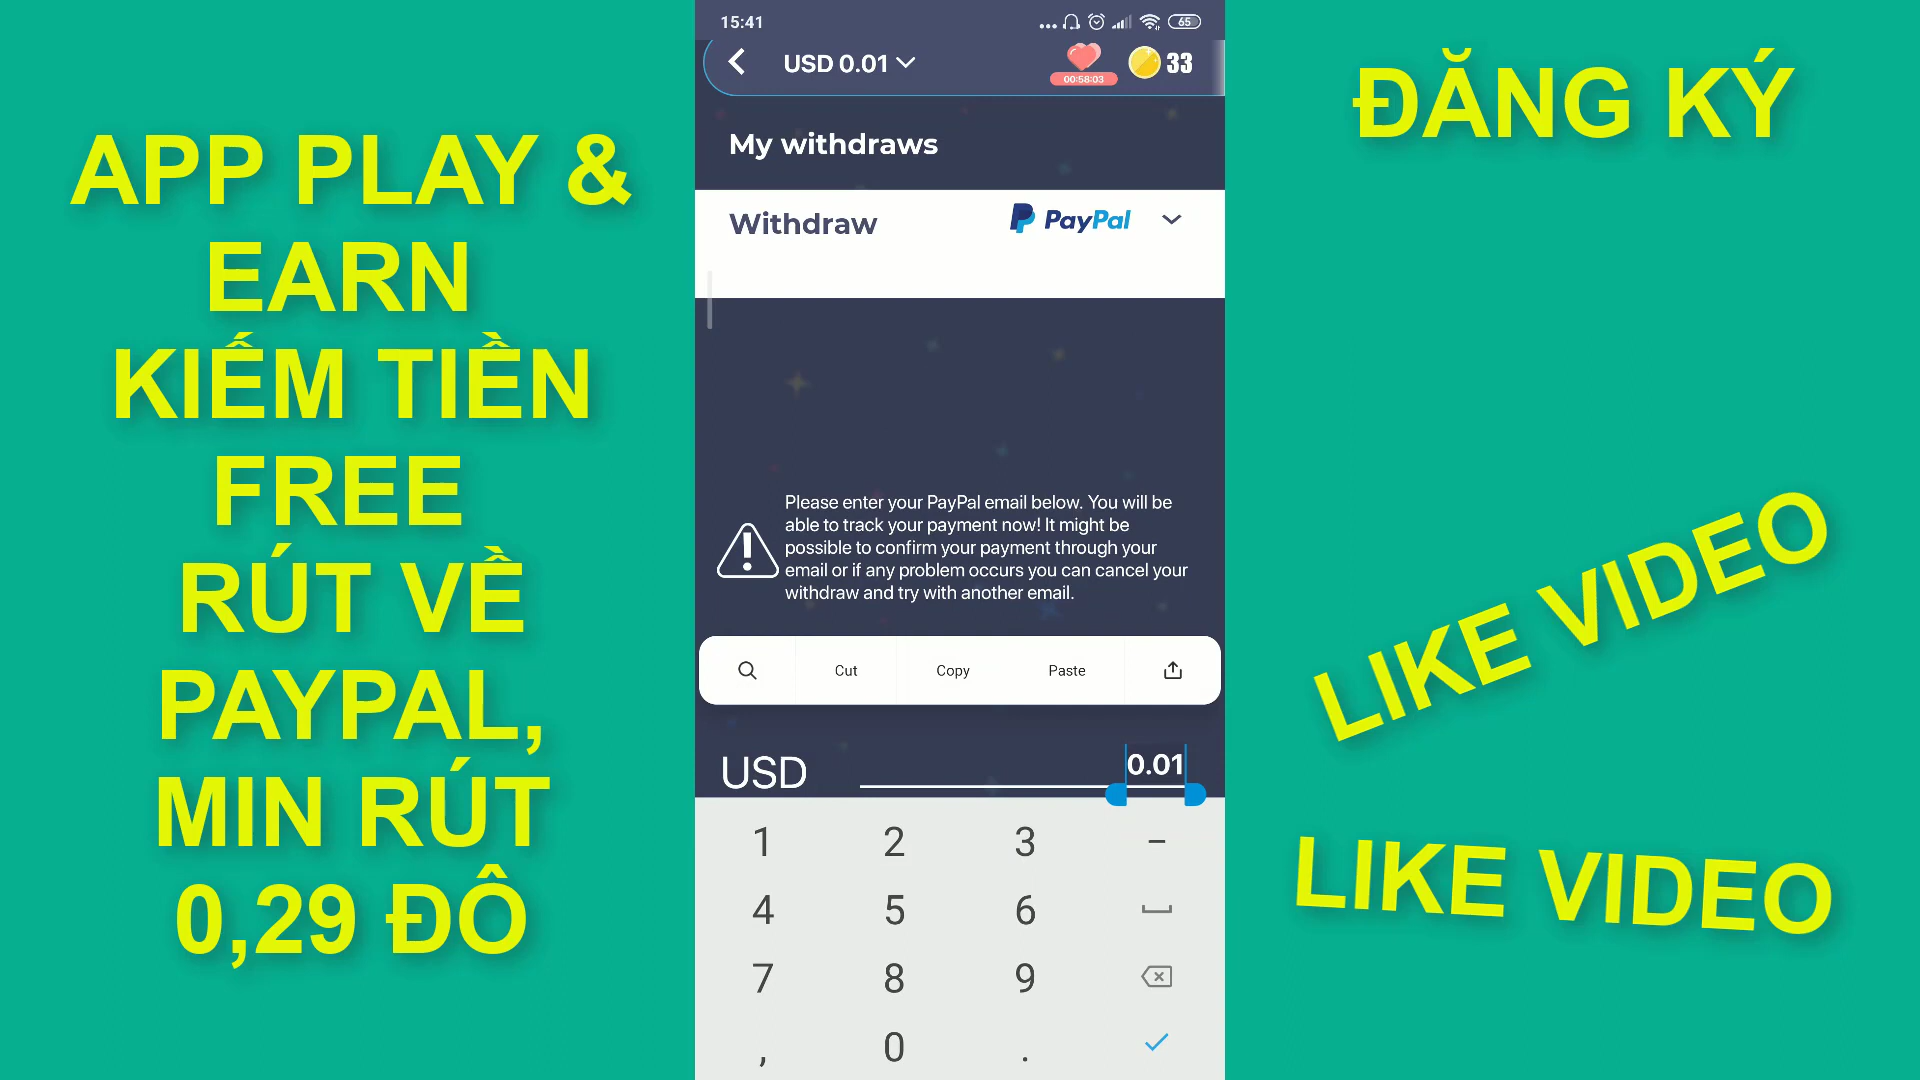 APP PLAY &
EARN
KIẾM TIỀN
FREE
RÚT VỀ
PAYPAL,
MIN RÚT
0,29 ĐÔ
15:41
65
USD 0.01
00:58:03
33
My withdraws
Withdraw
PayPal
Please enter your PayPal email below. You will be
able to track your payment now! It might be
possible to confirm your payment through your
email or if any problem occurs you can cancel your
withdraw and try with another email.
Cut Copy Paste
USD 0.01
1 2 3 -
4 5 6
7 8 9
, 0 .
ĐĂNG KÝ
LIKE VIDEO
LIKE VIDEO